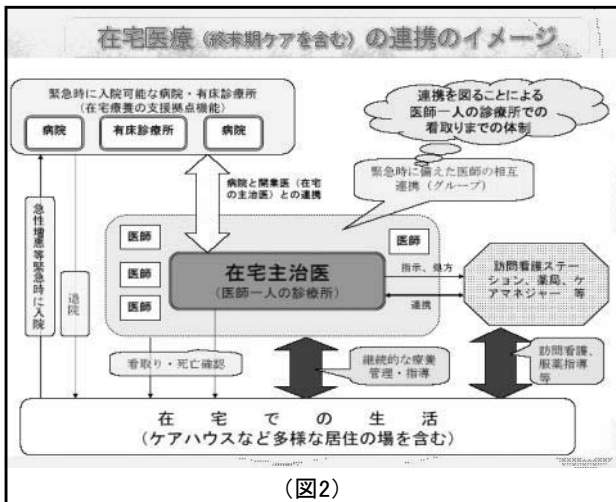 在宅医療（終末期ケアを含む）の連携のイメージ
緊急時に入院可能な病院・有床診療所
（在宅療養の支援拠点機能）
病院
有床診療所
病院
連携を図ることによる
医師一人の診療所での
看取りまでの体制
病院と開業医（在宅
の主治医）との連携
緊急時に備えた医師の相互
連携（グループ）
急性増悪等緊急時に入院
退院
医師
医師
医師
医師
在宅主治医
（医師一人の診療所）
指示、処方
連携
訪問看護ステー
ション、薬局、ケ
アマネジャー 等
看取り・死亡確認
継続的な療養
管理・指導
訪問看護、
服薬指導
等
在宅での生活
（ケアハウスなど多様な居住の場を含む）
（図2）